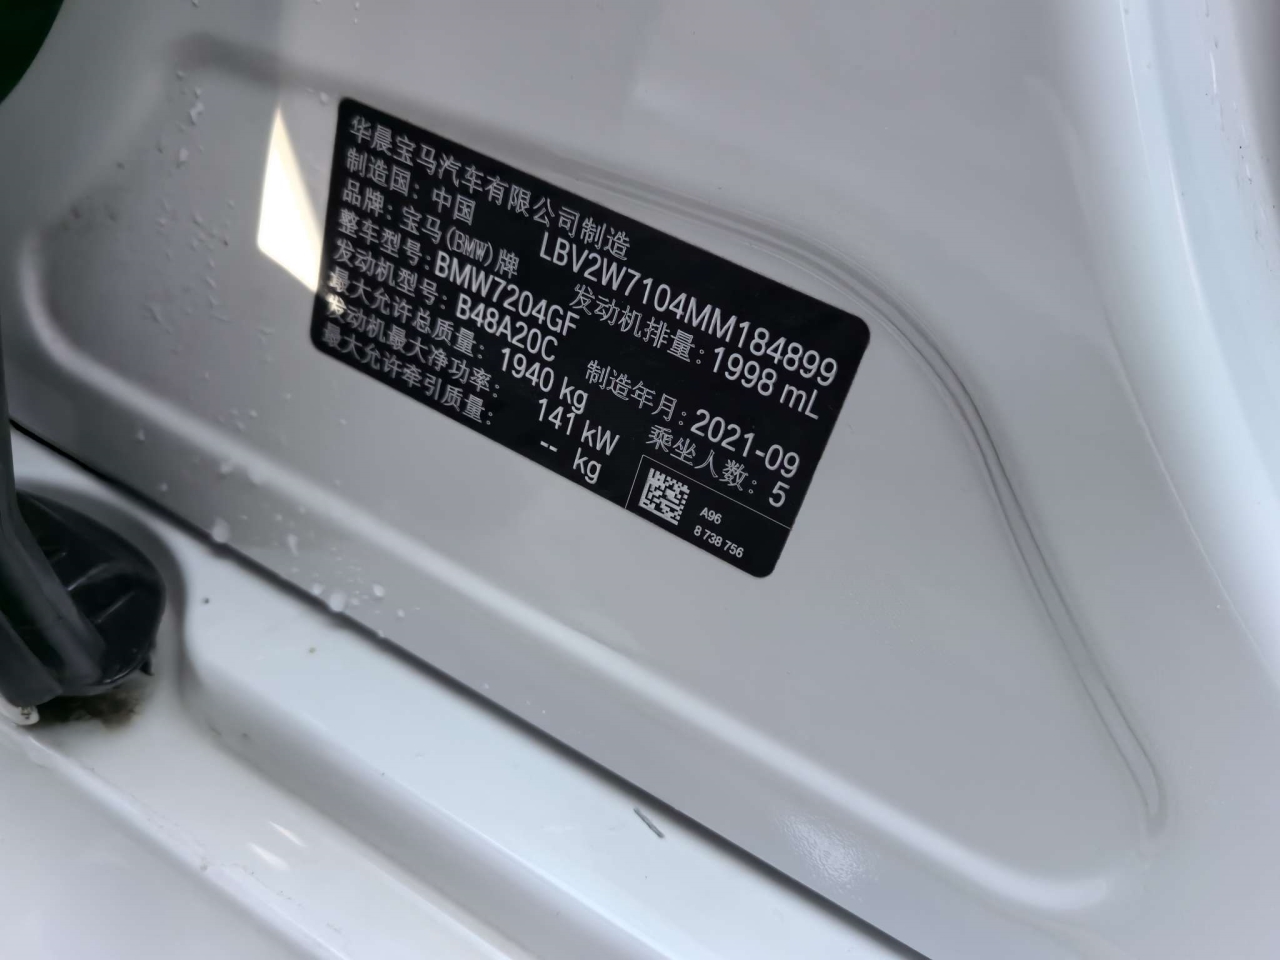 华晨宝马汽车有限公司制造
制造国：中国 LBV2W7104MM184899
品牌：宝马(BMW)牌 发动机排量：1998 mL
整车型号：BMW7204GF
发动机型号：B48A20C 制造年月：2021-09
最大允许总质量：1940 kg 乘坐人数：5
发动机最大净功率：141 kW
最大允许牵引质量：-- kg
A96
8 738 756